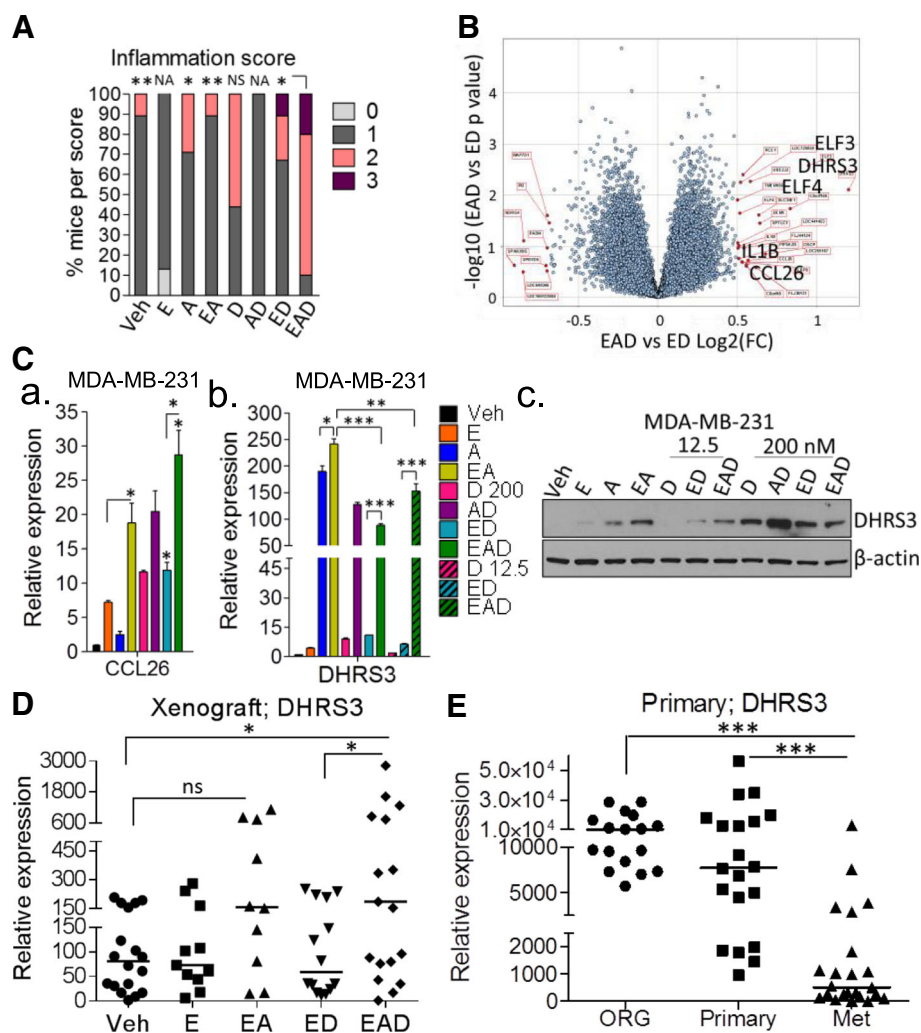 A
Inflammation score
** NA * ** NS NA *
100
90
80
70
60
50
40
30
20
10
0
% mice per score
0
1
2
3
Veh E A EA D AD ED EAD
B
-log10 (EAD vs ED p value)
5
4
3
2
1
0
ELF3
DHRS3
ELF4
IL1B
CCL26
-0.5 0 0.5 1
EAD vs ED Log2(FC)
C
a.
MDA-MB-231
Relative expression
35
30
25
20
15
10
5
0
* * * *
CCL26
b.
MDA-MB-231
Relative expression
300
250
200
150
100
50
75
60
45
30
15
0
**
* ***
*** ***
DHRS3
Veh
E
A
EA
D 200
AD
ED
EAD
D 12.5
ED
EAD
c.
MDA-MB-231
12.5 200 nM
Veh E A EA D ED EAD D AD ED EAD
DHRS3
β-actin
D
Xenograft; DHRS3
Relative expression
*
*
ns
3000
1800
600
450
300
150
150
100
50
0
Veh E EA ED EAD
E
Primary; DHRS3
Relative expression
***
***
5.0×10⁴
3.0×10⁴
1.0×10⁴
10000
5000
2000
1000
0
ORG Primary Met